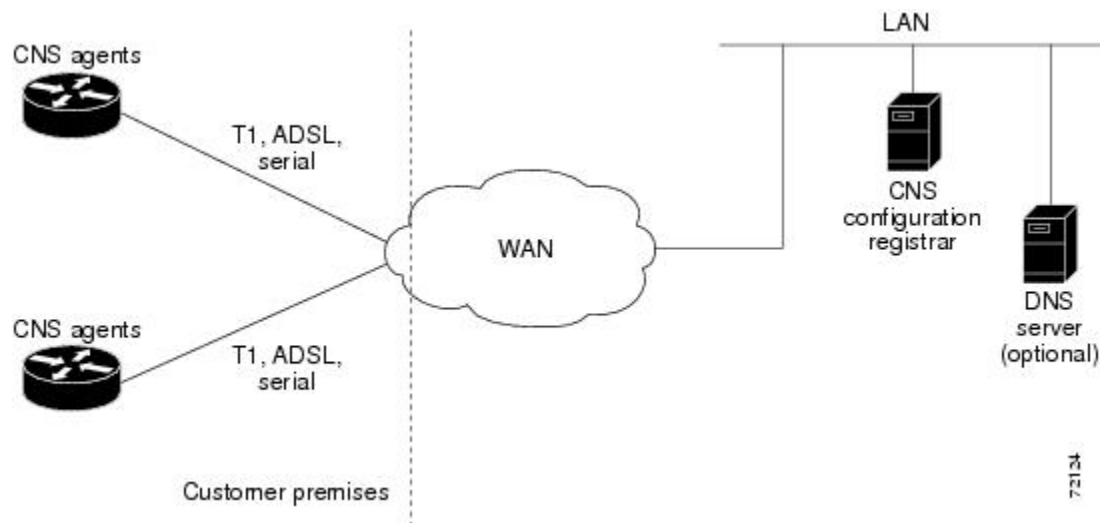 LAN
CNS agents
T1, ADSL,
serial
CNS
configuration
registrar
WAN
DNS
server
(optional)
CNS agents
T1, ADSL,
serial
Customer premises
72124